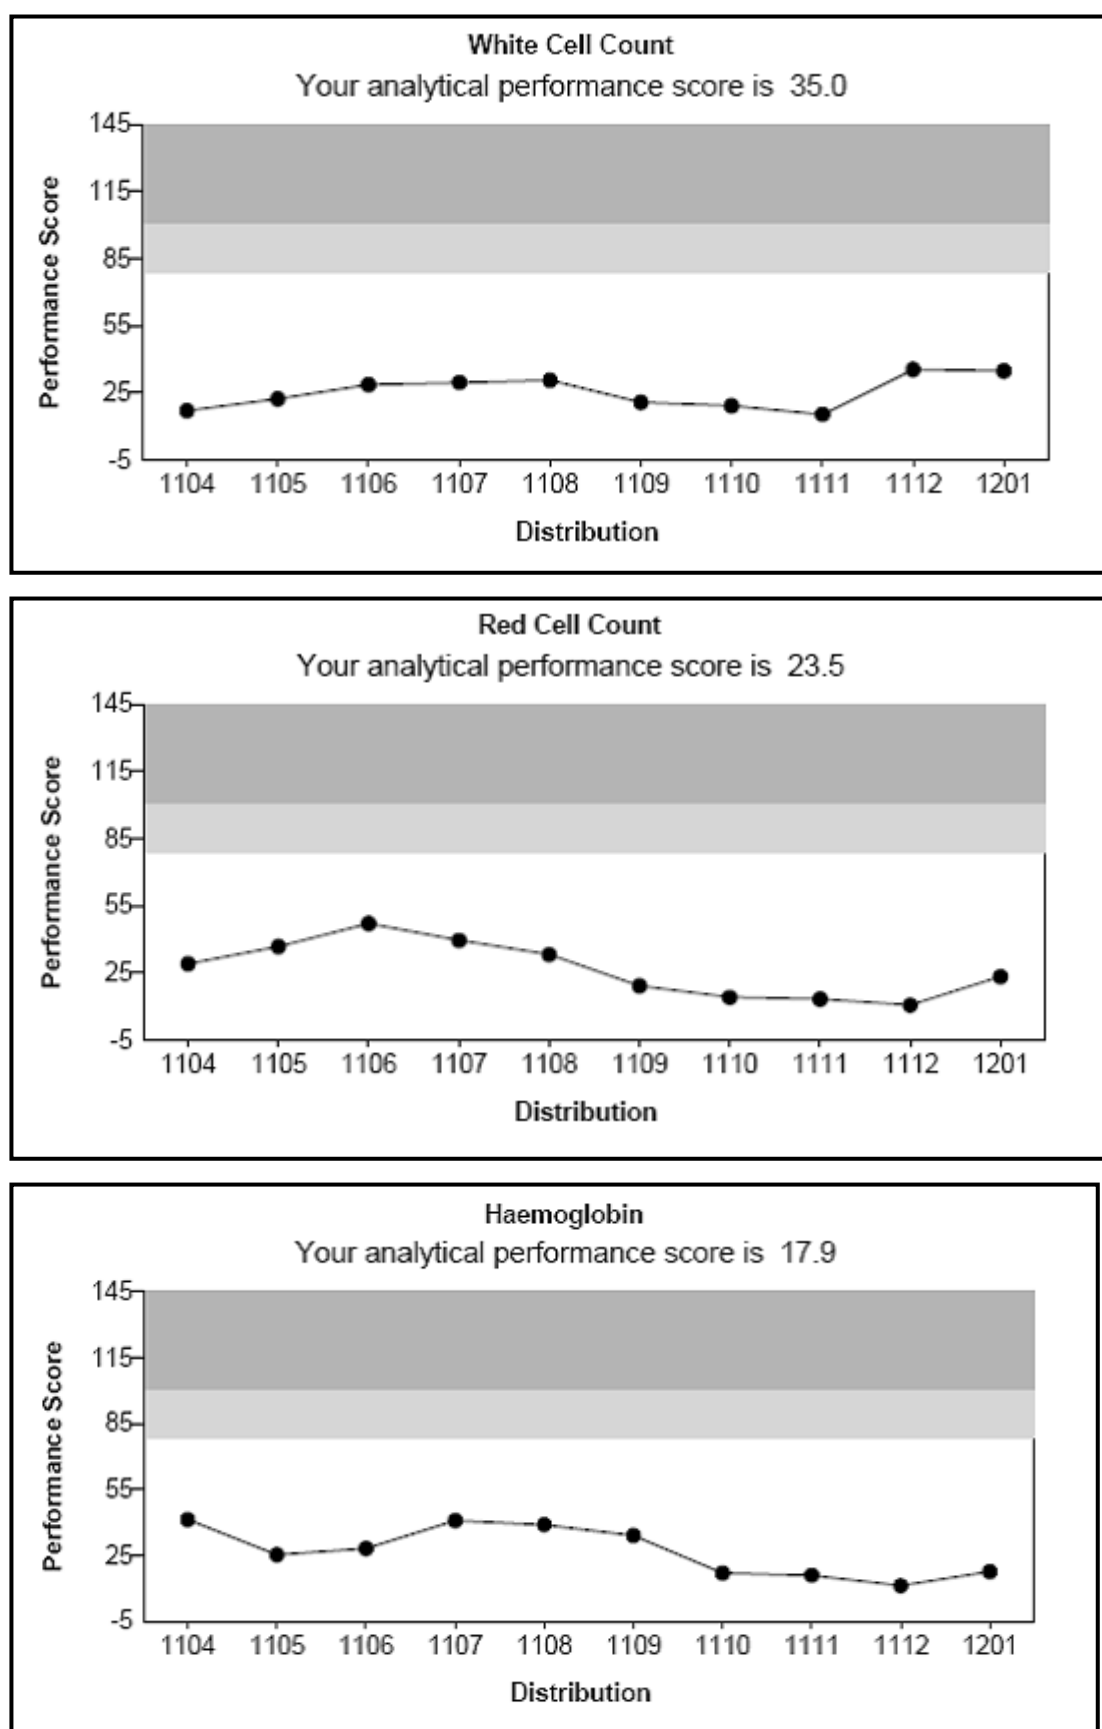 White Cell Count
Your analytical performance score is 35.0
Performance Score
145
115
85
55
25
-5
1104 1105 1106 1107 1108 1109 1110 1111 1112 1201
Distribution
Red Cell Count
Your analytical performance score is 23.5
Performance Score
145
115
85
55
25
-5
1104 1105 1106 1107 1108 1109 1110 1111 1112 1201
Distribution
Haemoglobin
Your analytical performance score is 17.9
Performance Score
145
115
85
55
25
-5
1104 1105 1106 1107 1108 1109 1110 1111 1112 1201
Distribution